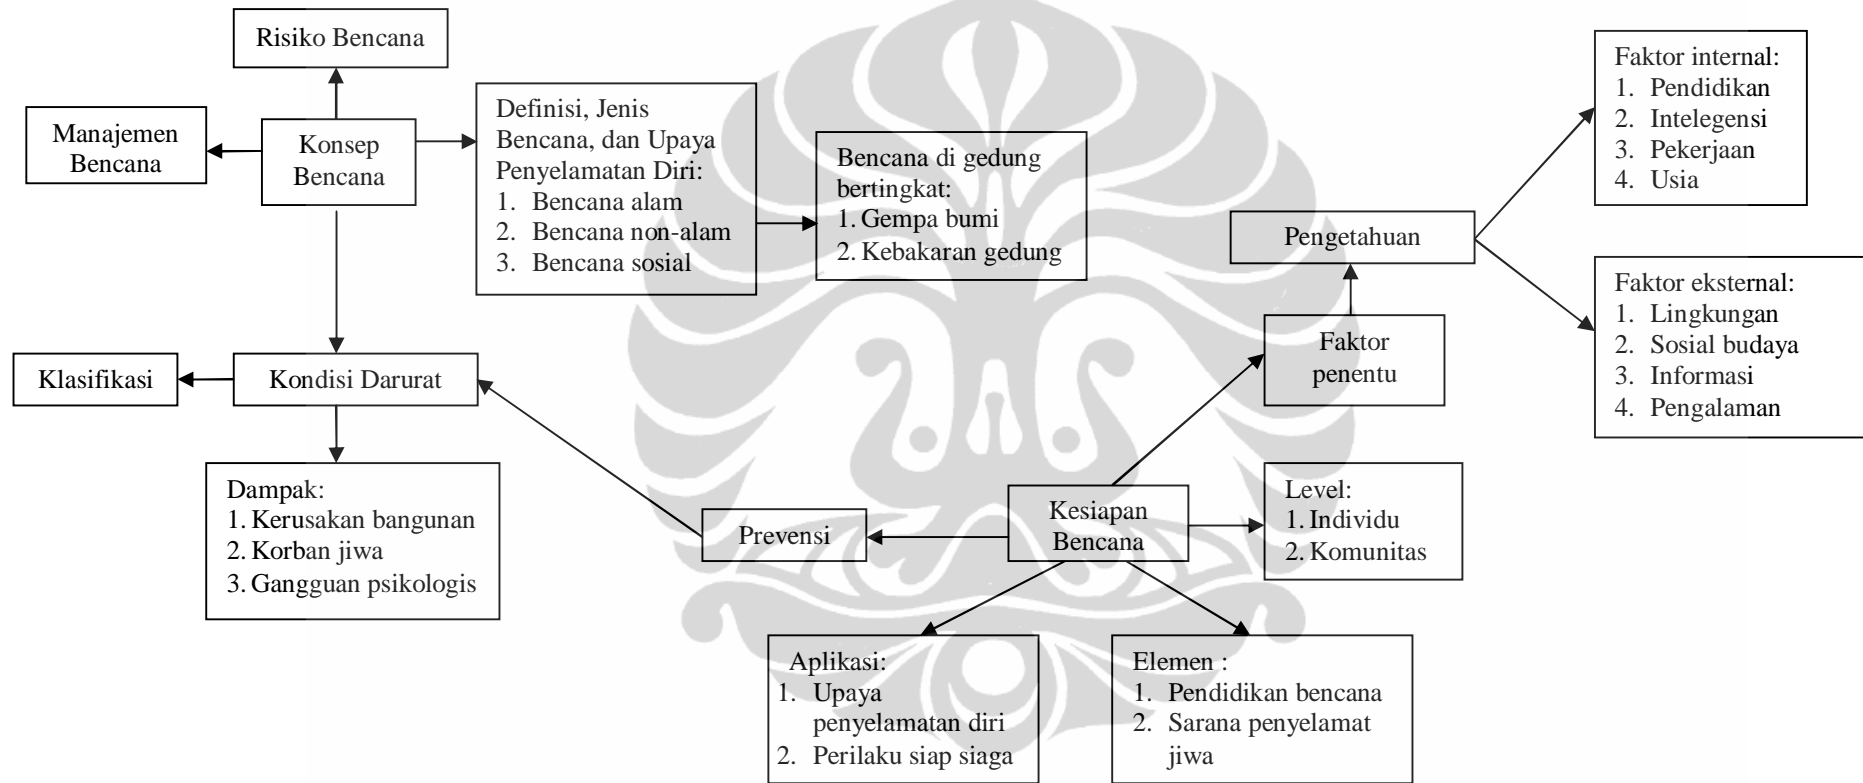 Risiko Bencana
Manajemen
Bencana
Konsep
Bencana
Definisi, Jenis
Bencana, dan Upaya
Penyelamatan Diri:
1. Bencana alam
2. Bencana non-alam
3. Bencana sosial
Bencana di gedung
bertingkat:
1. Gempa bumi
2. Kebakaran gedung
Faktor internal:
1. Pendidikan
2. Intelegensi
3. Pekerjaan
4. Usia
Pengetahuan
Faktor eksternal:
1. Lingkungan
2. Sosial budaya
3. Informasi
4. Pengalaman
Faktor
penentu
Klasifikasi
Kondisi Darurat
Dampak:
1. Kerusakan bangunan
2. Korban jiwa
3. Gangguan psikologis
Prevensi
Kesiapan
Bencana
Level:
1. Individu
2. Komunitas
Aplikasi:
1. Upaya
penyelamatan diri
2. Perilaku siap siaga
Elemen :
1. Pendidikan bencana
2. Sarana penyelamat
jiwa